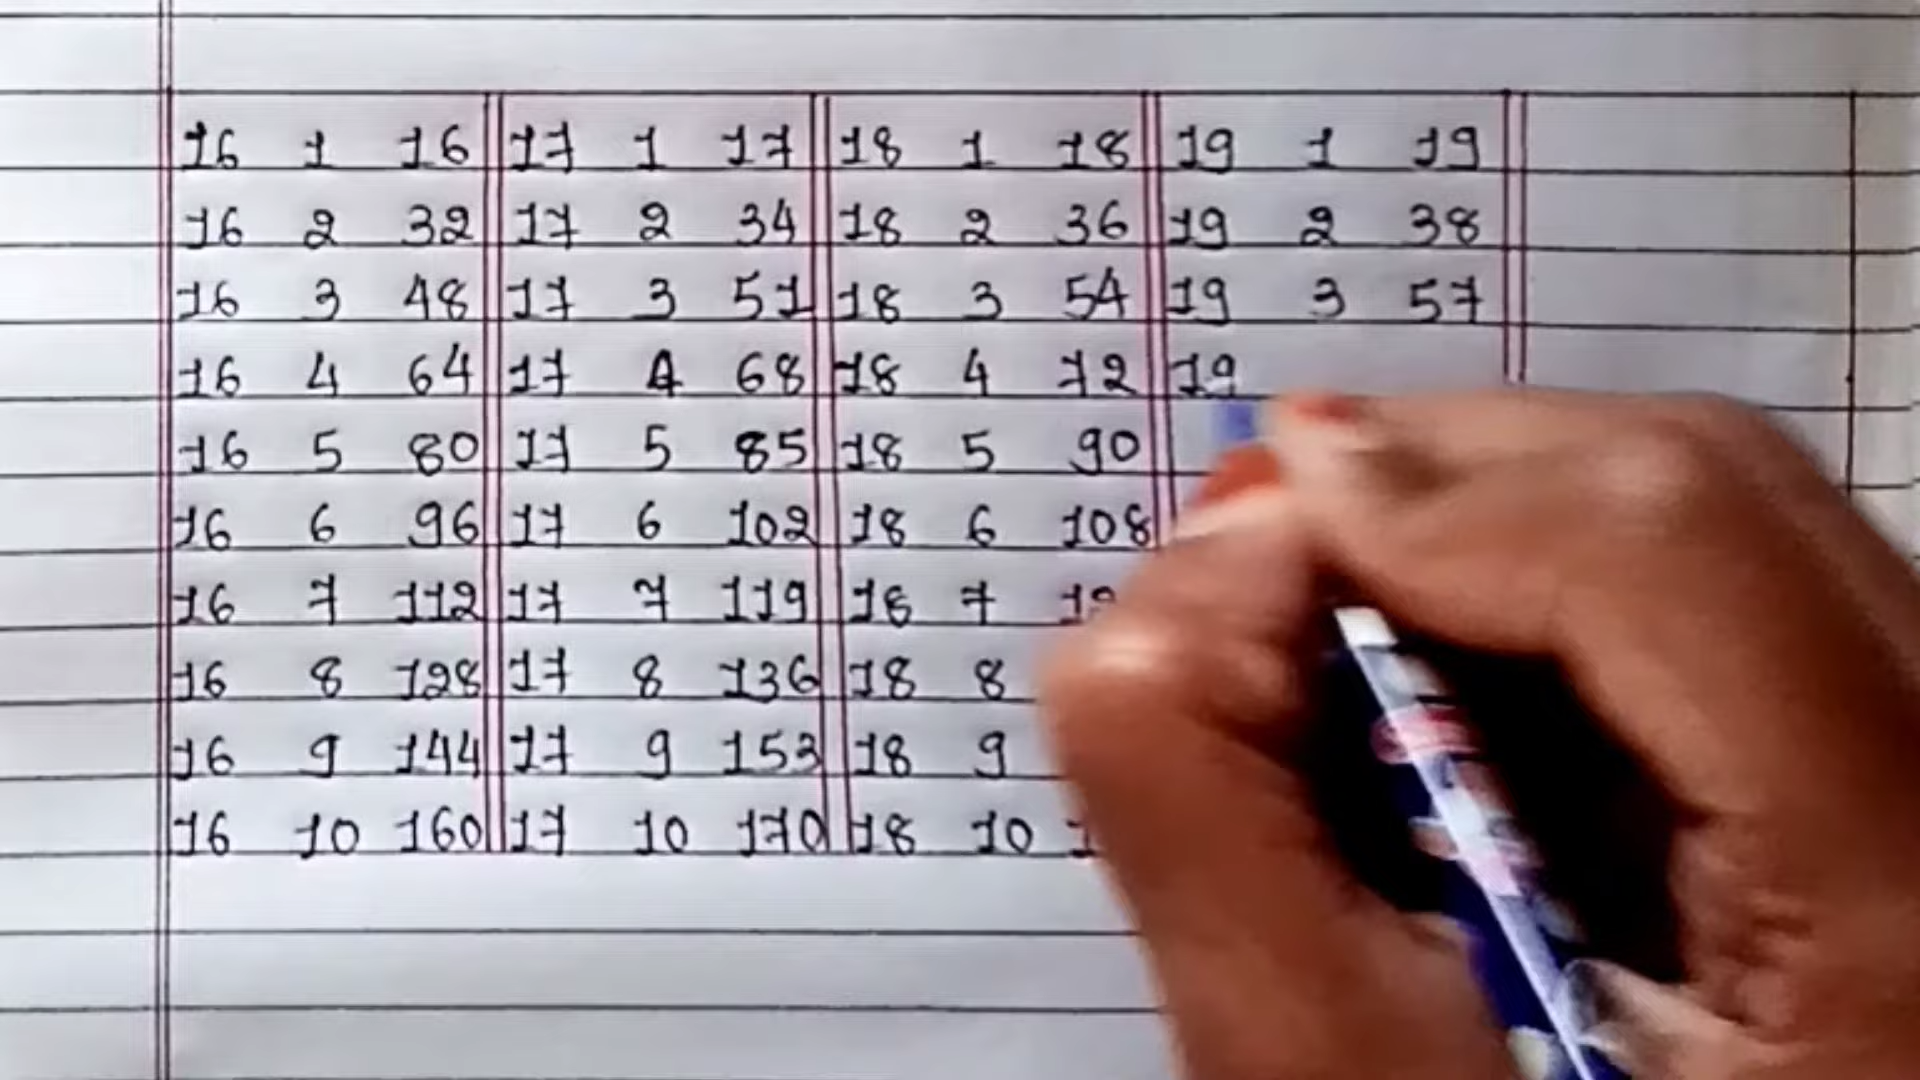 16 1 16 17 1 17 18 1 18 19 1 19
16 2 32 17 2 34 18 2 36 19 2 38
16 3 48 17 3 51 18 3 54 19 3 57
16 4 64 17 4 68 18 4 72 19
16 5 80 17 5 85 18 5 90
16 6 96 17 6 102 18 6 108
16 7 112 17 7 119 18 7
16 8 128 17 8 136 18 8
16 9 144 17 9 153 18 9
16 10 160 17 10 170 18 10